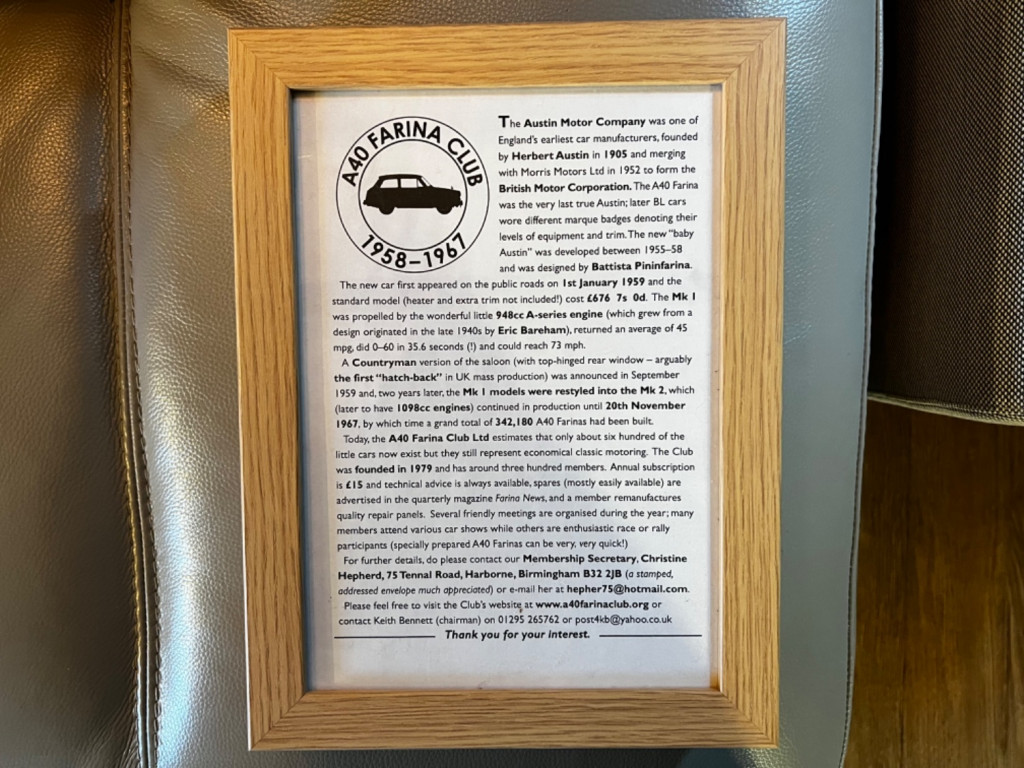 A40 FARINA CLUB
1958–1967
The Austin Motor Company was one of
England's earliest car manufacturers, founded
by Herbert Austin in 1905 and merging
with Morris Motors Ltd in 1952 to form the
British Motor Corporation. The A40 Farina
was the very last true Austin; later BL cars
wore different marque badges denoting their
levels of equipment and trim. The new "baby
Austin" was developed between 1955–58
and was designed by Battista Pininfarina.
The new car first appeared on the public roads on 1st January 1959 and the
standard model (heater and extra trim not included!) cost £676 7s 0d. The Mk I
was propelled by the wonderful little 948cc A-series engine (which grew from a
design originated in the late 1940s by Eric Bareham), returned an average of 45
mpg, did 0–60 in 35.6 seconds (!) and could reach 73 mph.
A Countryman version of the saloon (with top-hinged rear window – arguably
the first "hatch-back" in UK mass production) was announced in September
1959 and, two years later, the Mk I models were restyled into the Mk 2, which
(later to have 1098cc engines) continued in production until 20th November
1967, by which time a grand total of 342,180 A40 Farinas had been built.
Today, the A40 Farina Club Ltd estimates that only about six hundred of the
little cars now exist but they still represent economical classic motoring. The Club
was founded in 1979 and has around three hundred members. Annual subscription
is £15 and technical advice is always available, spares (mostly easily available) are
advertised in the quarterly magazine Farina News, and a member remanufactures
quality repair panels. Several friendly meetings are organised during the year; many
members attend various car shows while others are enthusiastic race or rally
participants (specially prepared A40 Farinas can be very, very quick!)
For further details, do please contact our Membership Secretary, Christine
Hepherd, 75 Tennal Road, Harborne, Birmingham B32 2JB (a stamped,
addressed envelope much appreciated) or e-mail her at hepher75@hotmail.com.
Please feel free to visit the Club's website at www.a40farinaclub.org or
contact Keith Bennett (chairman) on 01295 265762 or post4kb@yahoo.co.uk
Thank you for your interest.